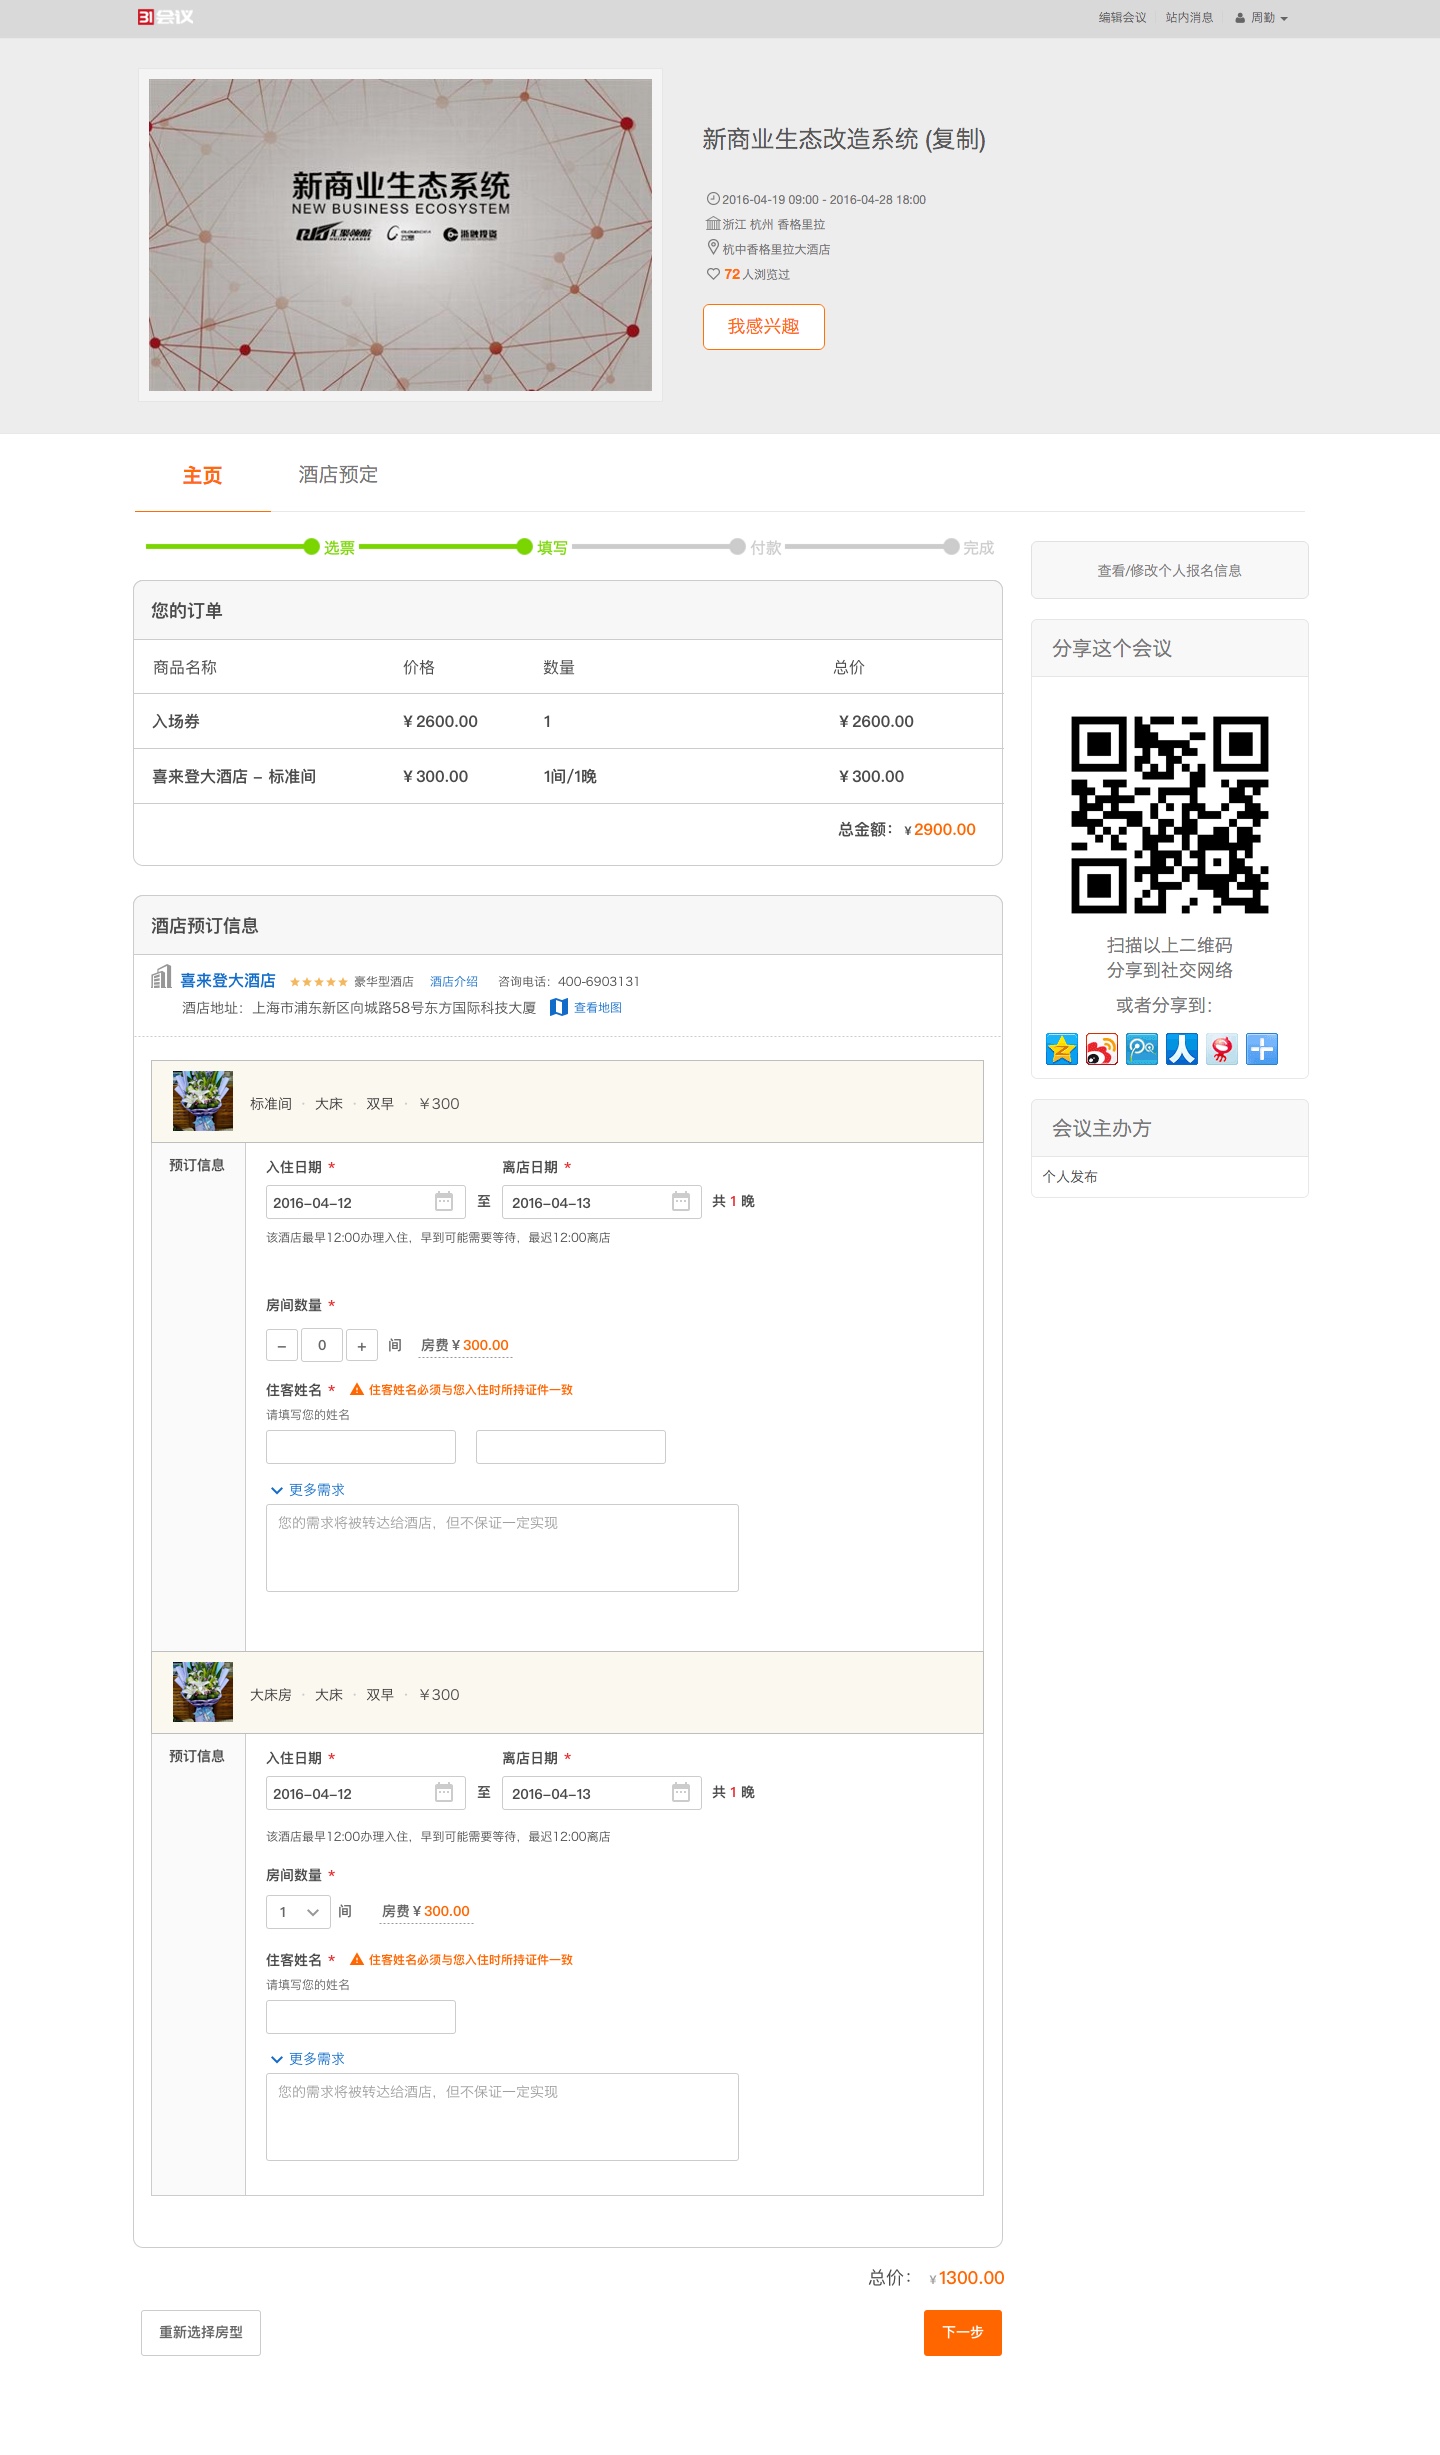 31会议
编辑会议 站内消息 周勤
新商业生态系统
NEW BUSINESS ECOSYSTEM
汇聚领航
浙融投资
新商业生态改造系统 (复制)
2016-04-19 09:00 - 2016-04-28 18:00
浙江 杭州 香格里拉
杭中香格里拉大酒店
72 人浏览过
我感兴趣
主页 酒店预定
选票 填写 付款 完成
您的订单
商品名称 价格 数量 总价
入场券 ¥ 2600.00 1 ¥ 2600.00
喜来登大酒店 – 标准间 ¥ 300.00 1间/1晚 ¥ 300.00
总金额： ¥ 2900.00
酒店预订信息
喜来登大酒店 ★★★★★ 豪华型酒店 酒店介绍 咨询电话：400-6903131
酒店地址：上海市浦东新区向城路58号东方国际科技大厦 查看地图
标准间 · 大床 · 双早 · ￥300
预订信息
入住日期 * 离店日期 *
2016–04–12 至 2016–04–13 共 1 晚
该酒店最早12:00办理入住，早到可能需要等待，最迟12:00离店
房间数量 *
– 0 + 间 房费 ¥ 300.00
住客姓名 * 住客姓名必须与您入住时所持证件一致
请填写您的姓名
更多需求
您的需求将被转达给酒店，但不保证一定实现
大床房 · 大床 · 双早 · ￥300
预订信息
入住日期 * 离店日期 *
2016–04–12 至 2016–04–13 共 1 晚
该酒店最早12:00办理入住，早到可能需要等待，最迟12:00离店
房间数量 *
1 间 房费 ¥ 300.00
住客姓名 * 住客姓名必须与您入住时所持证件一致
请填写您的姓名
更多需求
您的需求将被转达给酒店，但不保证一定实现
总价： ¥ 1300.00
重新选择房型 下一步
查看/修改个人报名信息
分享这个会议
扫描以上二维码
分享到社交网络
或者分享到：
会议主办方
个人发布